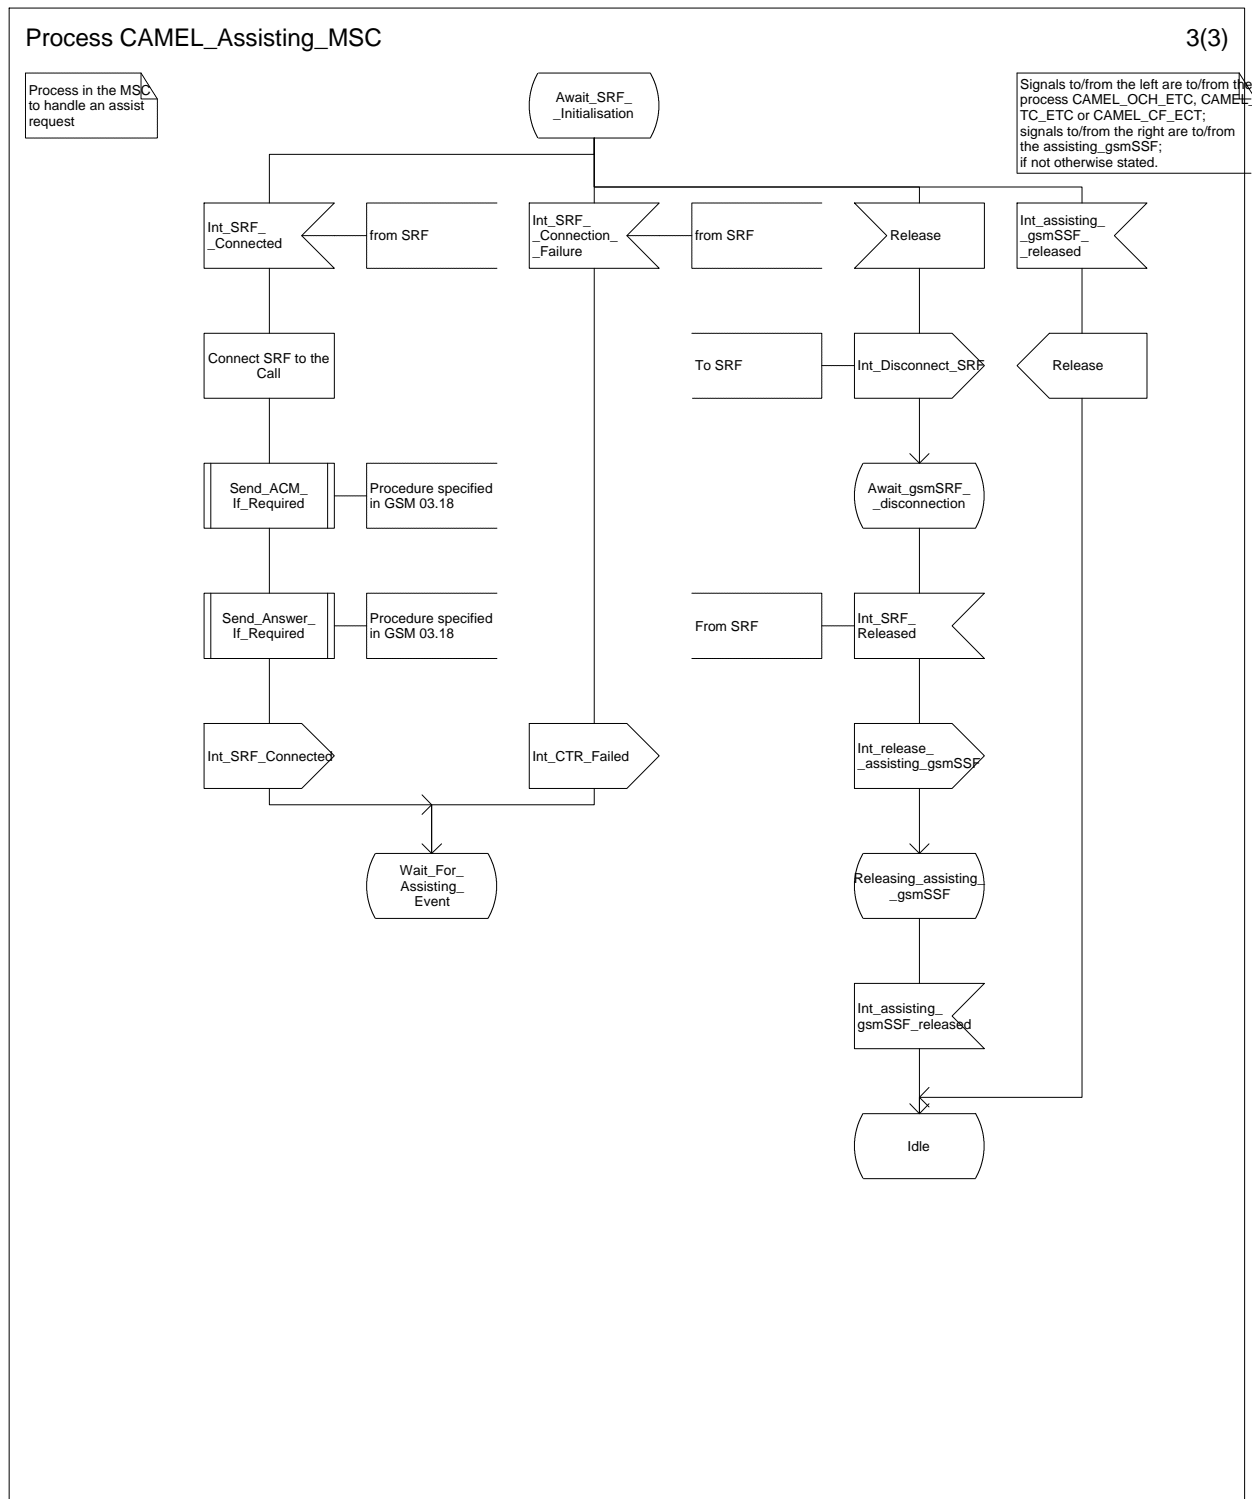 Process CAMEL_Assisting_MSC
3(3)
Process in the MSC
to handle an assist
request
Await_SRF_
_Initialisation
Signals to/from the left are to/from the
process CAMEL_OCH_ETC, CAMEL_
TC_ETC or CAMEL_CF_ECT;
signals to/from the right are to/from
the assisting_gsmSSF;
if not otherwise stated.
Int_SRF_
_Connected
from SRF
Int_SRF_
_Connection_
_Failure
from SRF
Release
Int_assisting_
_gsmSSF_
_released
Connect SRF to the
Call
To SRF
Int_Disconnect_SRF
Release
Send_ACM_
If_Required
Procedure specified
in GSM 03.18
Await_gsmSRF_
_disconnection
Send_Answer_
If_Required
Procedure specified
in GSM 03.18
From SRF
Int_SRF_
Released
Int_SRF_Connected
Int_CTR_Failed
Int_release_
_assisting_gsmSSF
Wait_For_
Assisting_
Event
Releasing_assisting_
_gsmSSF
Int_assisting_
gsmSSF_released
Idle